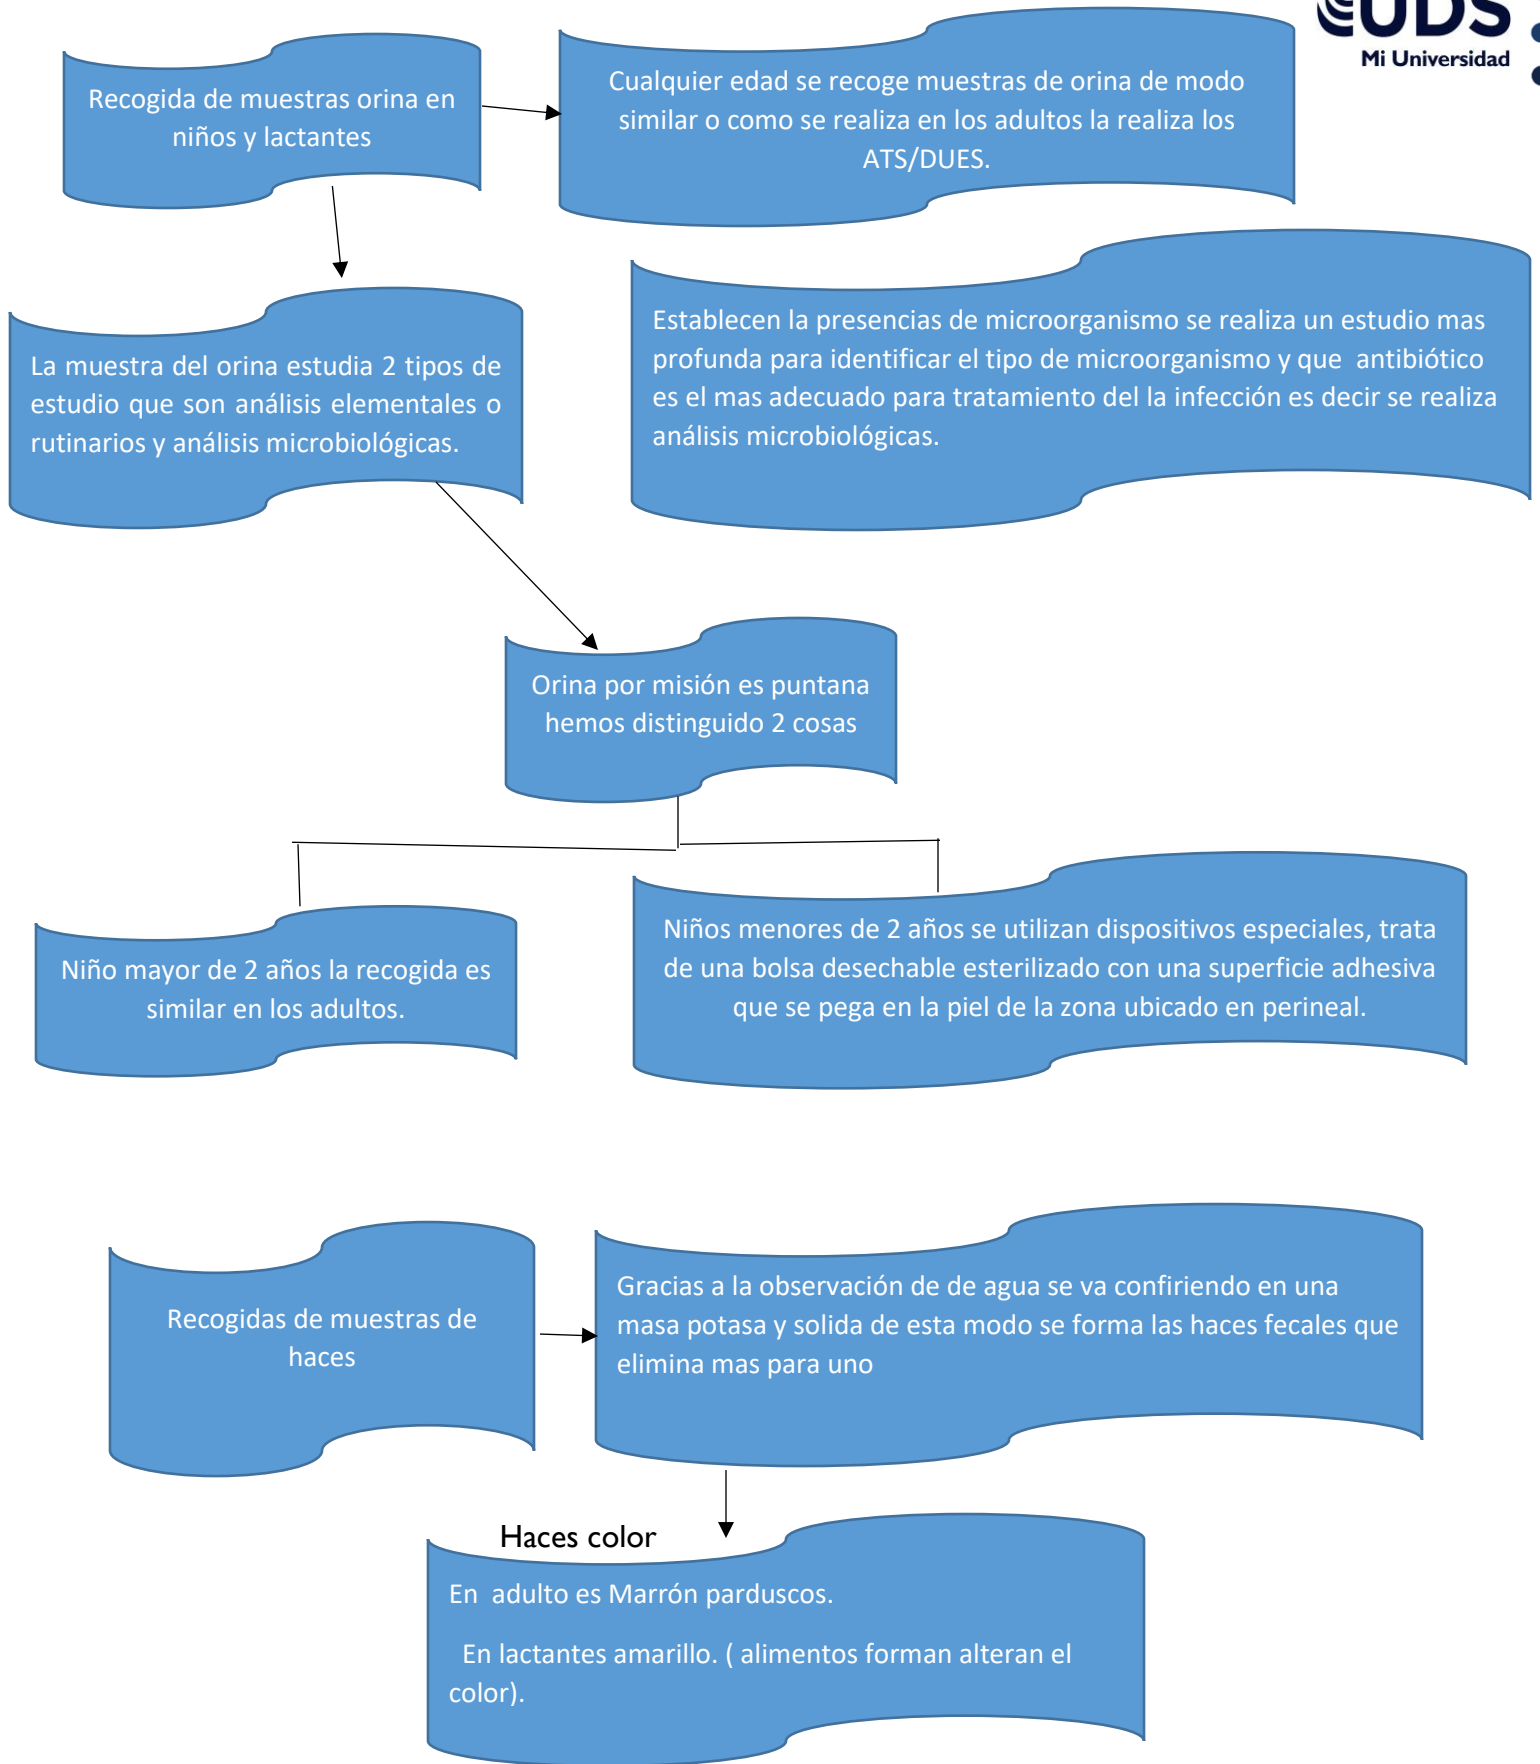 UDS
Mi Universidad
Recogida de muestras orina en
niños y lactantes
Cualquier edad se recoge muestras de orina de modo
similar o como se realiza en los adultos la realiza los
ATS/DUES.
La muestra del orina estudia 2 tipos de
estudio que son análisis elementales o
rutinarios y análisis microbiológicas.
Establecen la presencias de microorganismo se realiza un estudio mas
profunda para identificar el tipo de microorganismo y que antibiótico
es el mas adecuado para tratamiento del la infección es decir se realiza
análisis microbiológicas.
Orina por misión es puntana
hemos distinguido 2 cosas
Niño mayor de 2 años la recogida es
similar en los adultos.
Niños menores de 2 años se utilizan dispositivos especiales, trata
de una bolsa desechable esterilizado con una superficie adhesiva
que se pega en la piel de la zona ubicado en perineal.
Recogidas de muestras de
haces
Gracias a la observación de de agua se va confiriendo en una
masa potasa y solida de esta modo se forma las haces fecales que
elimina mas para uno
Haces color
En adulto es Marrón parduscos.
En lactantes amarillo. ( alimentos forman alteran el
color).